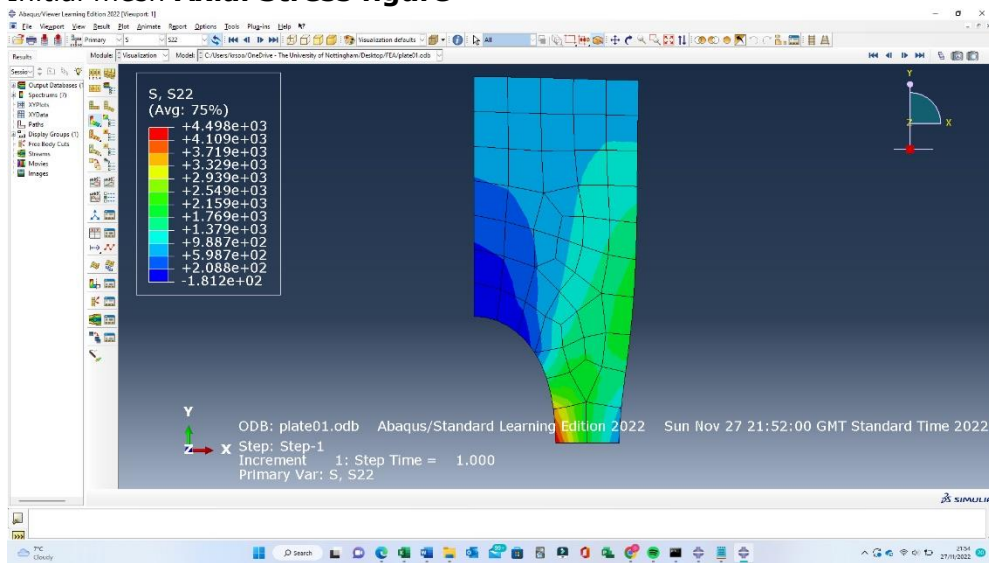 Initial mesh Axial Stress figure
Abaqus/Viewer Learning Edition 2022 [Viewport: 1]
File Viewport View Result Plot Animate Report Options Tools Plug-ins Help
Primary S S22 Visualization defaults All
Results Module: Visualization Model: C:/Users/krsso/OneDrive - The University of Nottingham/Desktop/FEA/plate01.odb
Output Databases
Spectrums (7)
XYPlots
XYData
Paths
Display Groups (1)
Free Body Cuts
Streams
Movies
Images
S, S22
(Avg: 75%)
+4.498e+03
+4.109e+03
+3.719e+03
+3.329e+03
+2.939e+03
+2.549e+03
+2.159e+03
+1.769e+03
+1.379e+03
+9.887e+02
+5.987e+02
+2.088e+02
-1.812e+02
Y
X
Z
Y
Z X
ODB: plate01.odb Abaqus/Standard Learning Edition 2022 Sun Nov 27 21:52:00 GMT Standard Time 2022
Step: Step-1
Increment 1: Step Time = 1.000
Primary Var: S, S22
SIMULIA
>>>
7°C
Cloudy
Search
21:54
27/11/2022